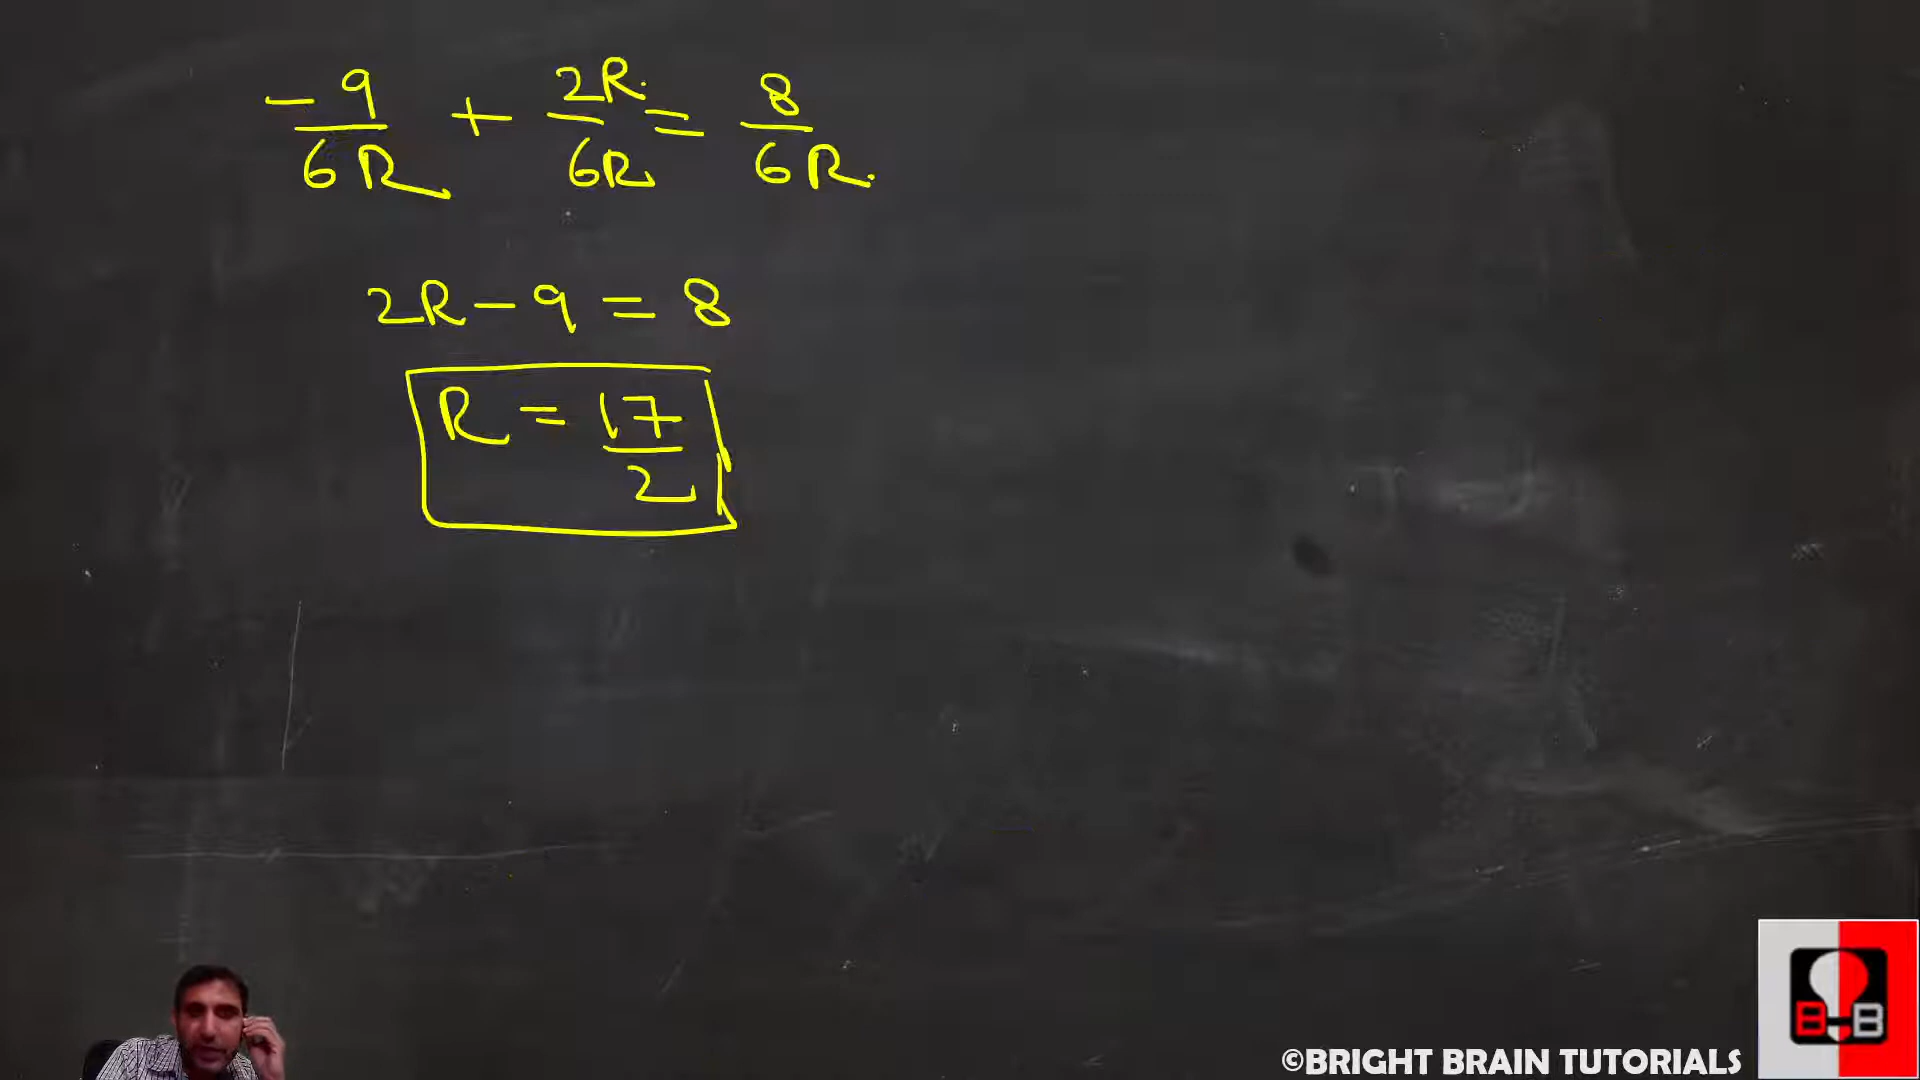 -9/6R + 2R/6R = 8/6R
2R - 9 = 8
R = 17/2
B B
©BRIGHT BRAIN TUTORIALS